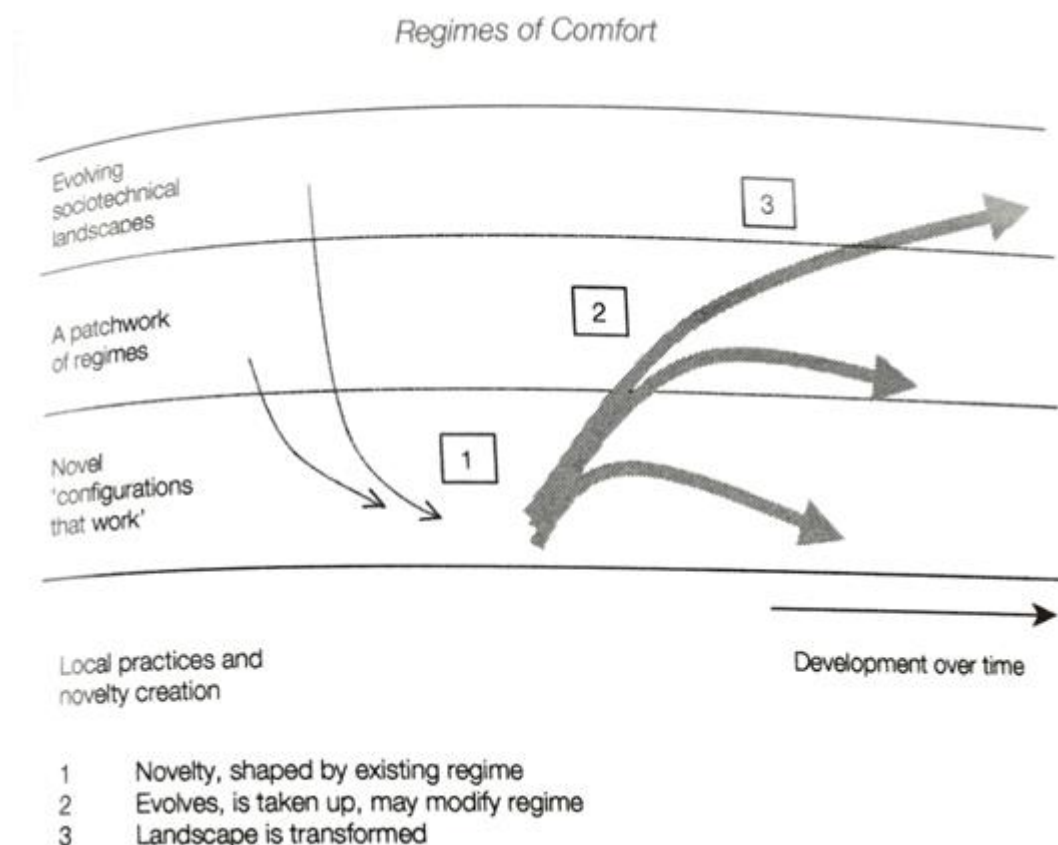 Regimes of Comfort
Evolving
sociotechnical
landscapes
3
A patchwork
of regimes
2
Novel
'configurations
that work'
1
Local practices and
novelty creation
Development over time
1 Novelty, shaped by existing regime
2 Evolves, is taken up, may modify regime
3 Landscape is transformed